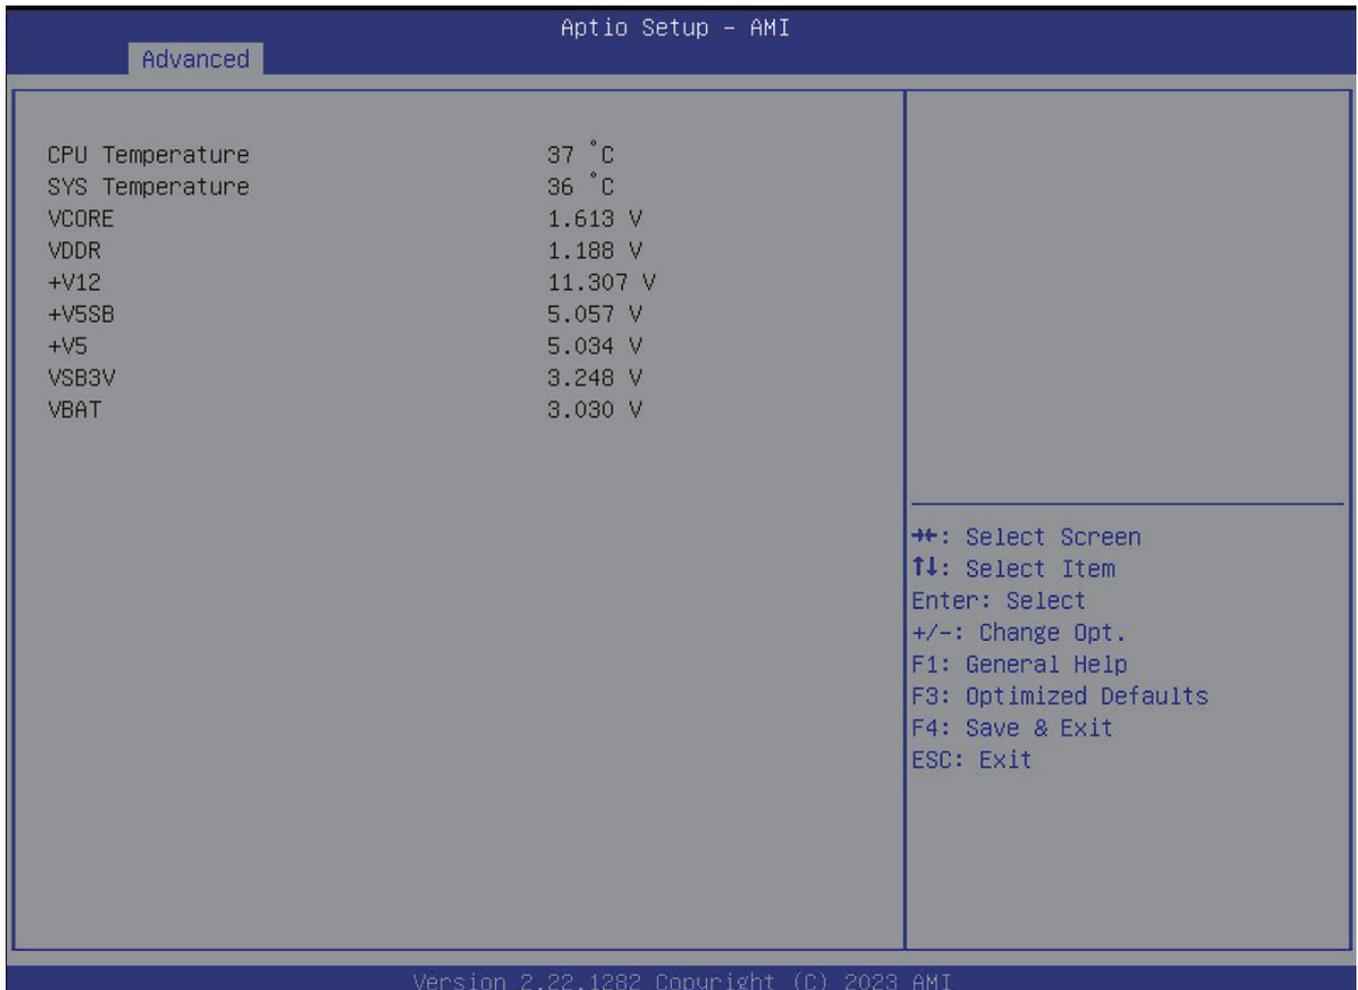 Aptio Setup – AMI
Advanced
CPU Temperature 37 °C
SYS Temperature 36 °C
VCORE 1.613 V
VDDR 1.188 V
+V12 11.307 V
+V5SB 5.057 V
+V5 5.034 V
VSB3V 3.248 V
VBAT 3.030 V
→←: Select Screen
↑↓: Select Item
Enter: Select
+/-: Change Opt.
F1: General Help
F3: Optimized Defaults
F4: Save & Exit
ESC: Exit
Version 2.22.1282 Copyright (C) 2023 AMI